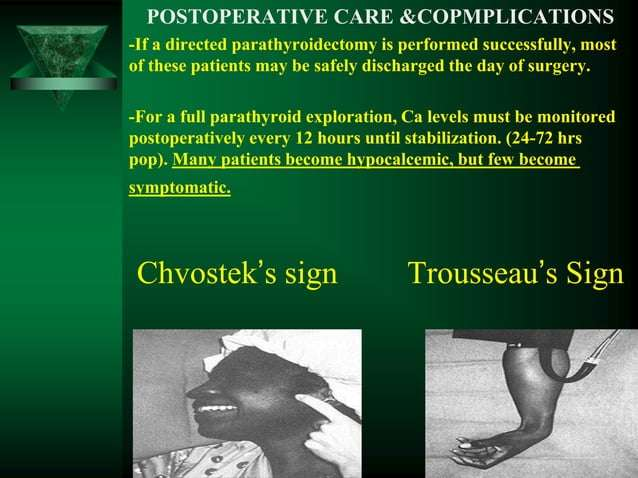 POSTOPERATIVE CARE &COPMPLICATIONS
-If a directed parathyroidectomy is performed successfully, most
of these patients may be safely discharged the day of surgery.
-For a full parathyroid exploration, Ca levels must be monitored
postoperatively every 12 hours until stabilization. (24-72 hrs
pop). Many patients become hypocalcemic, but few become
symptomatic.
Chvostek’s sign
Trousseau’s Sign